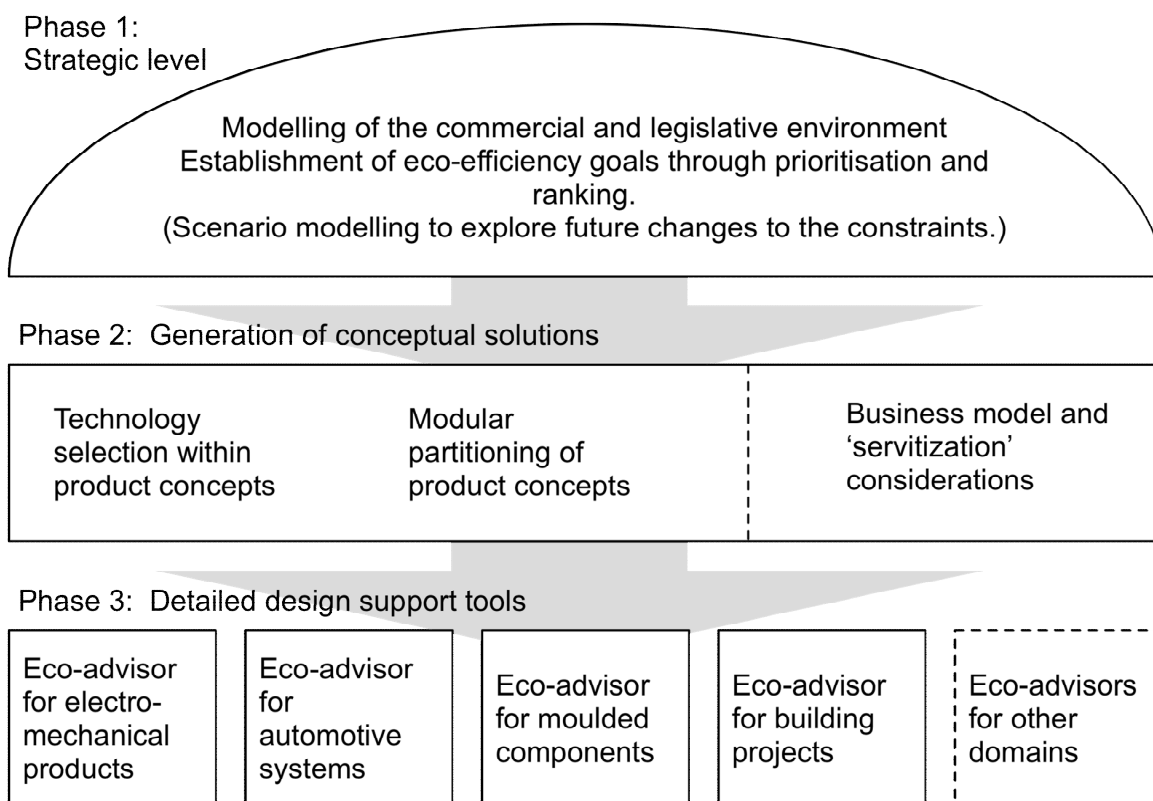 Phase 1:
Strategic level
Modelling of the commercial and legislative environment
Establishment of eco-efficiency goals through prioritisation and
ranking.
(Scenario modelling to explore future changes to the constraints.)
Phase 2:  Generation of conceptual solutions
Technology
selection within
product concepts
Modular
partitioning of
product concepts
Business model and
‘servitization’
considerations
Phase 3:  Detailed design support tools
Eco-advisor
for electro-
mechanical
products
Eco-advisor
for
automotive
systems
Eco-advisor
for moulded
components
Eco-advisor
for building
projects
Eco-advisors
for other
domains